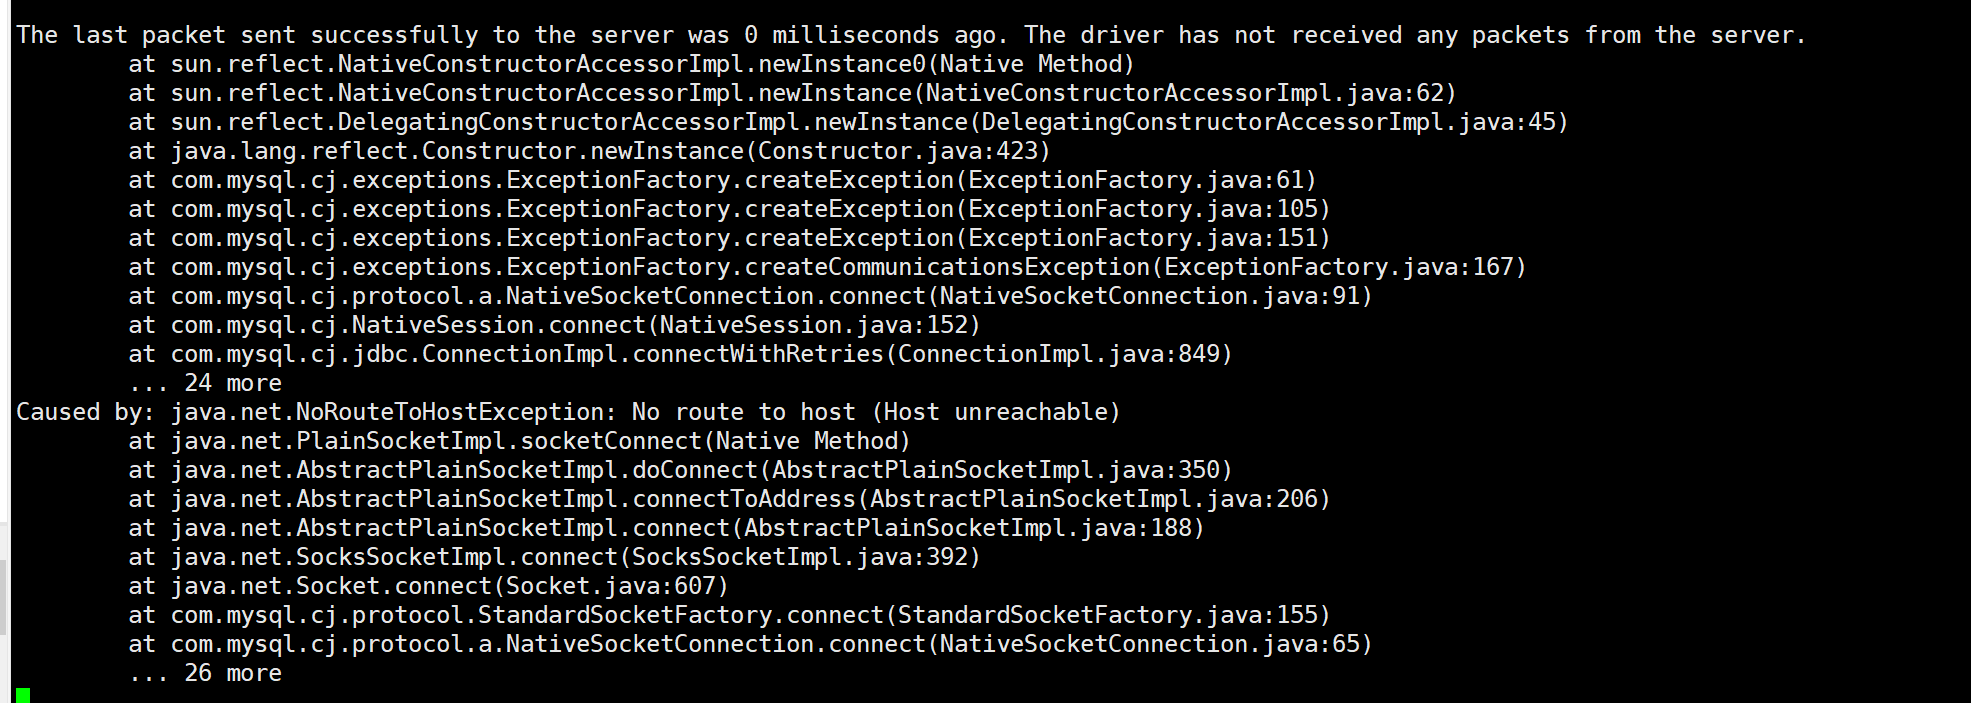 The last packet sent successfully to the server was 0 milliseconds ago. The driver has not received any packets from the server.
        at sun.reflect.NativeConstructorAccessorImpl.newInstance0(Native Method)
        at sun.reflect.NativeConstructorAccessorImpl.newInstance(NativeConstructorAccessorImpl.java:62)
        at sun.reflect.DelegatingConstructorAccessorImpl.newInstance(DelegatingConstructorAccessorImpl.java:45)
        at java.lang.reflect.Constructor.newInstance(Constructor.java:423)
        at com.mysql.cj.exceptions.ExceptionFactory.createException(ExceptionFactory.java:61)
        at com.mysql.cj.exceptions.ExceptionFactory.createException(ExceptionFactory.java:105)
        at com.mysql.cj.exceptions.ExceptionFactory.createException(ExceptionFactory.java:151)
        at com.mysql.cj.exceptions.ExceptionFactory.createCommunicationsException(ExceptionFactory.java:167)
        at com.mysql.cj.protocol.a.NativeSocketConnection.connect(NativeSocketConnection.java:91)
        at com.mysql.cj.NativeSession.connect(NativeSession.java:152)
        at com.mysql.cj.jdbc.ConnectionImpl.connectWithRetries(ConnectionImpl.java:849)
        ... 24 more
Caused by: java.net.NoRouteToHostException: No route to host (Host unreachable)
        at java.net.PlainSocketImpl.socketConnect(Native Method)
        at java.net.AbstractPlainSocketImpl.doConnect(AbstractPlainSocketImpl.java:350)
        at java.net.AbstractPlainSocketImpl.connectToAddress(AbstractPlainSocketImpl.java:206)
        at java.net.AbstractPlainSocketImpl.connect(AbstractPlainSocketImpl.java:188)
        at java.net.SocksSocketImpl.connect(SocksSocketImpl.java:392)
        at java.net.Socket.connect(Socket.java:607)
        at com.mysql.cj.protocol.StandardSocketFactory.connect(StandardSocketFactory.java:155)
        at com.mysql.cj.protocol.a.NativeSocketConnection.connect(NativeSocketConnection.java:65)
        ... 26 more